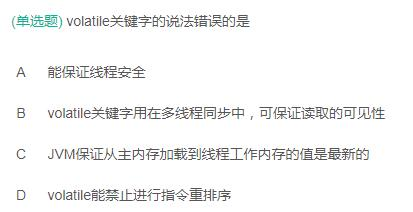 (单选题) volatile关键字的说法错误的是
A 能保证线程安全
B volatile关键字用在多线程同步中，可保证读取的可见性
C JVM保证从主内存加载到线程工作内存的值是最新的
D volatile能禁止进行指令重排序